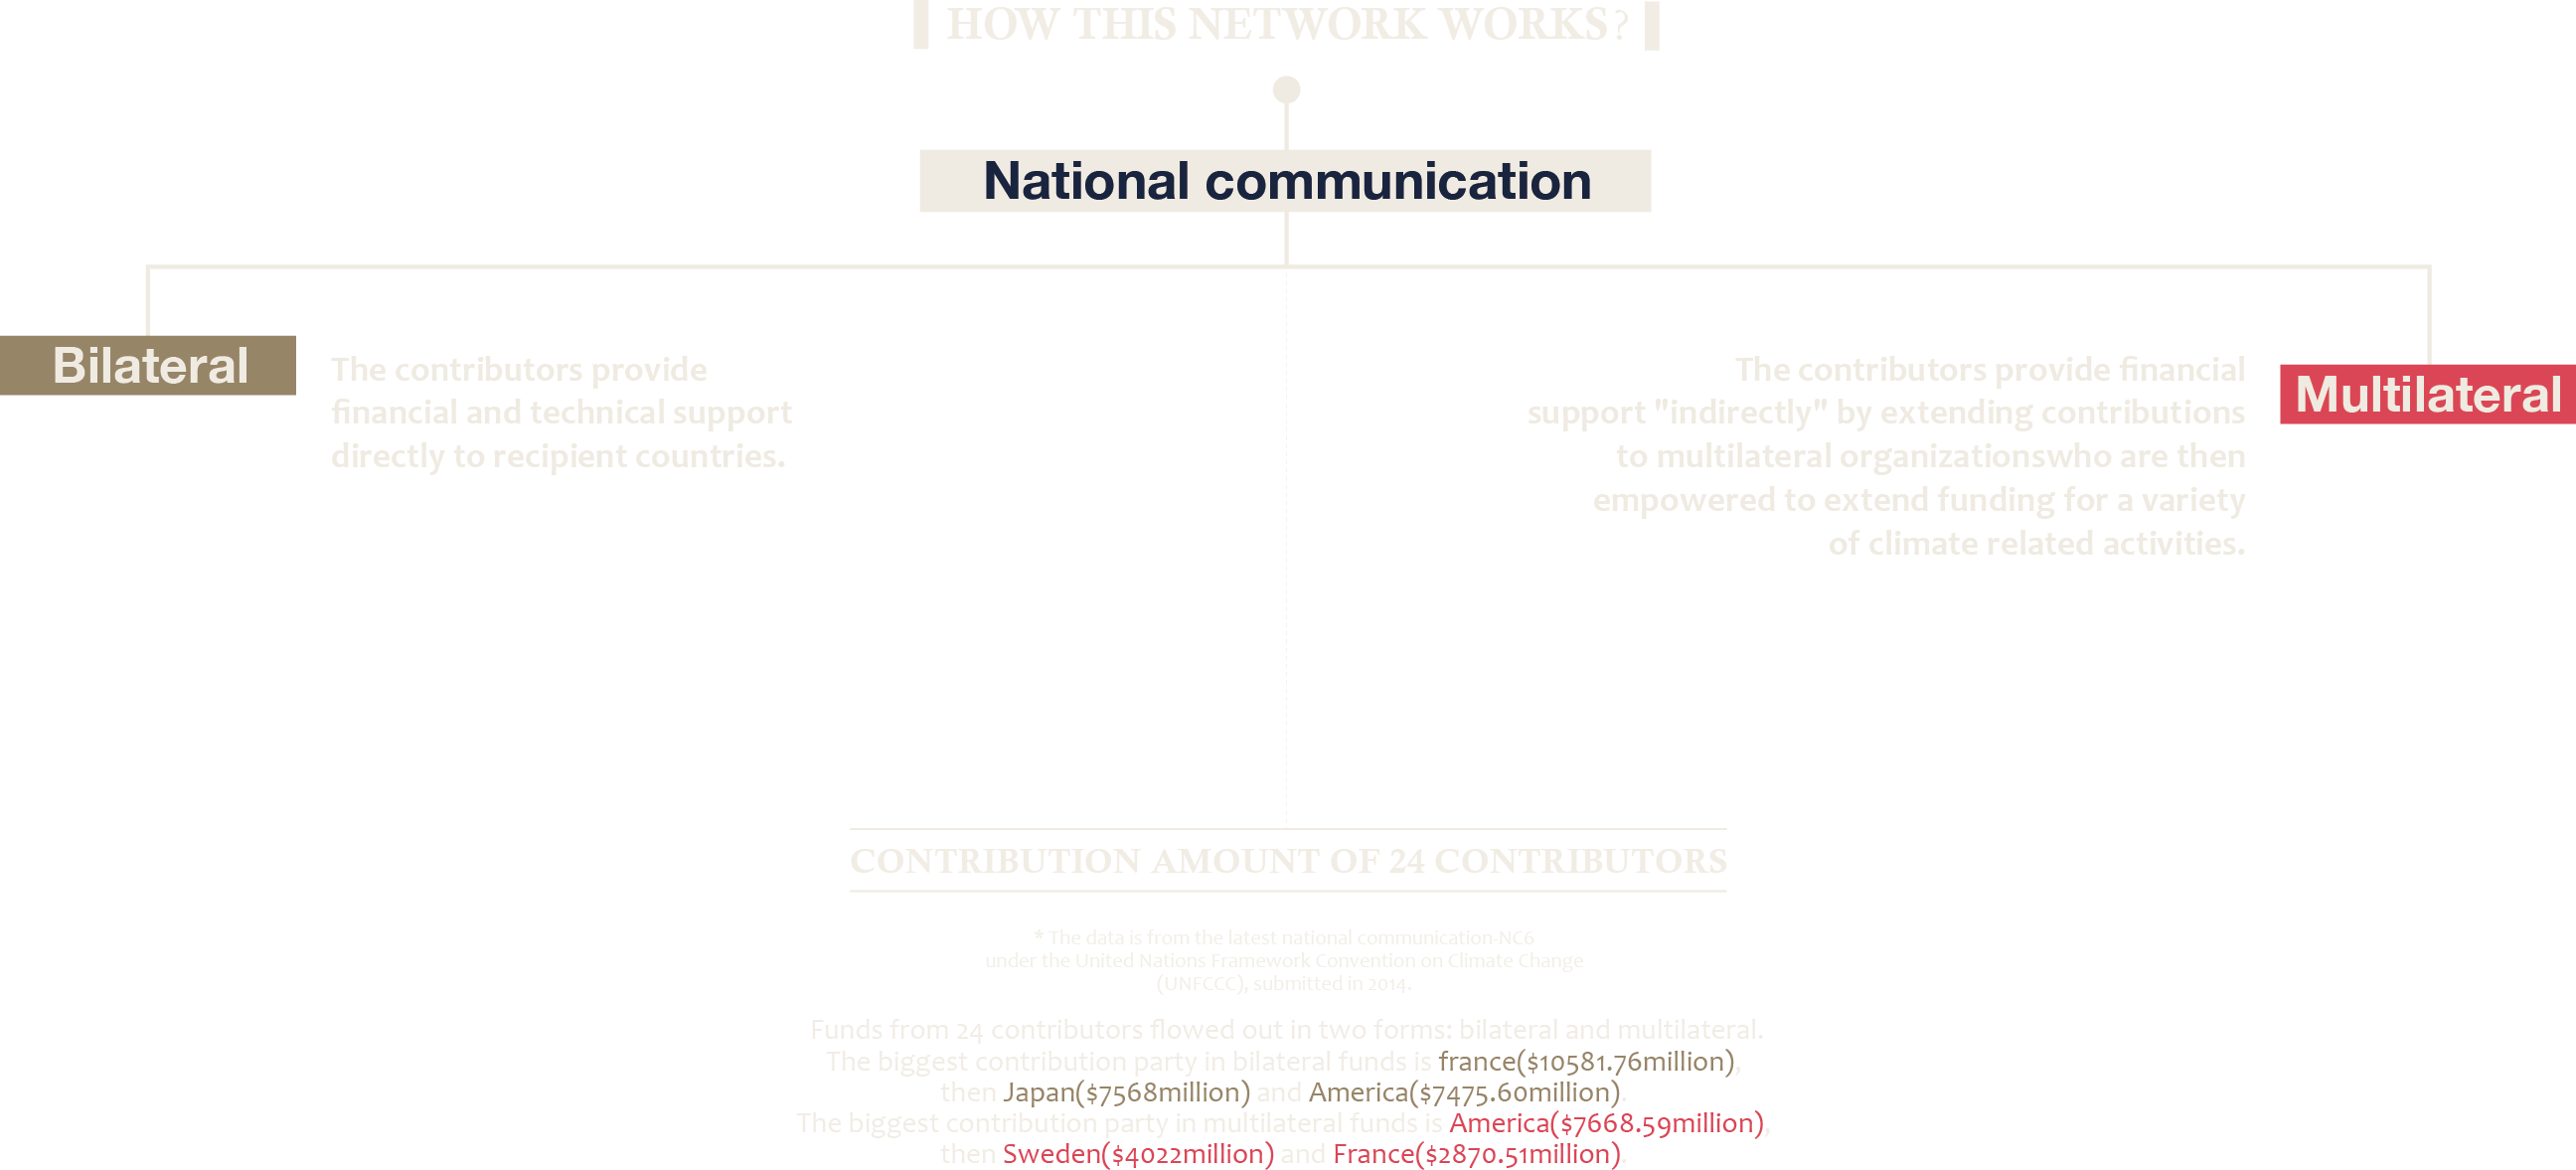 HOW THIS NETWORK WORKS?
National communication
Bilateral
The contributors provide
financial and technical support
directly to recipient countries.
The contributors provide financial
support "indirectly" by extending contributions
to multilateral organizationswho are then
empowered to extend funding for a variety
of climate related activities.
Multilateral
CONTRIBUTION AMOUNT OF 24 CONTRIBUTORS
* The data is from the latest national communication-NC6
under the United Nations Framework Convention on Climate Change
(UNFCCC), submitted in 2014.
Funds from 24 contributors flowed out in two forms: bilateral and multilateral.
The biggest contribution party in bilateral funds is france($10581.76million),
then Japan($7568million) and America($7475.60million).
The biggest contribution party in multilateral funds is America($7668.59million),
then Sweden($4022million) and France($2870.51million).